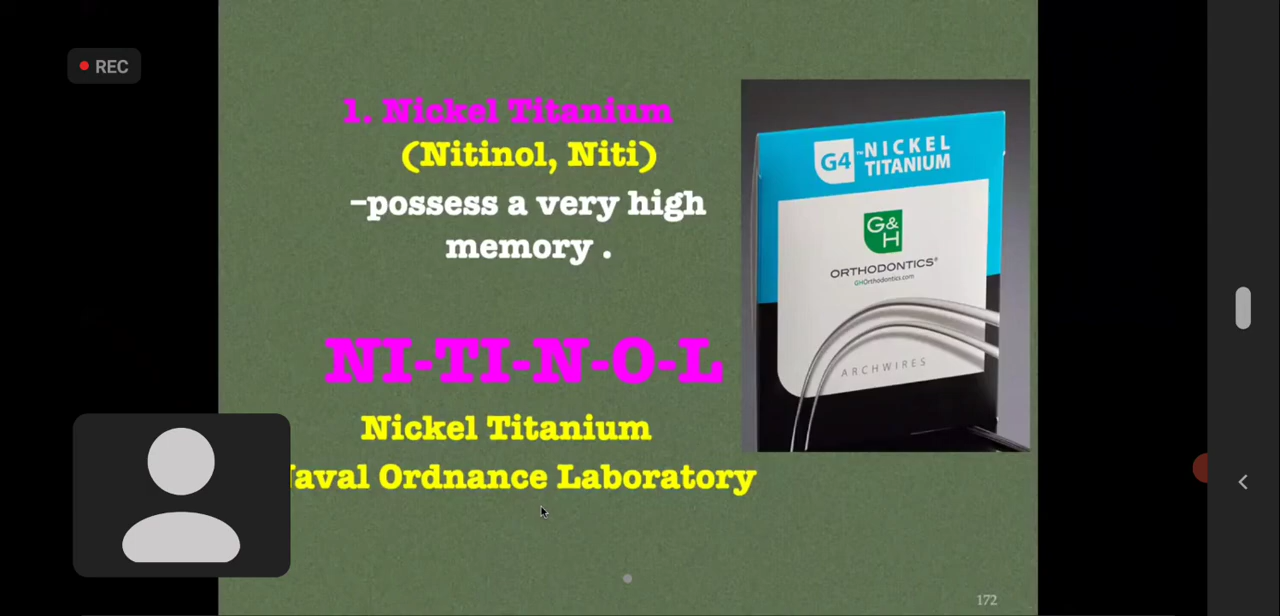 REC
1. Nickel Titanium
(Nitinol, Niti)
-possess a very high
memory .
NI-TI-N-O-L
Nickel Titanium
aval Ordnance Laboratory
G4™ NICKEL
TITANIUM
G&
H
ORTHODONTICS®
GHOrthodontics.com
ARCHWIRES
172